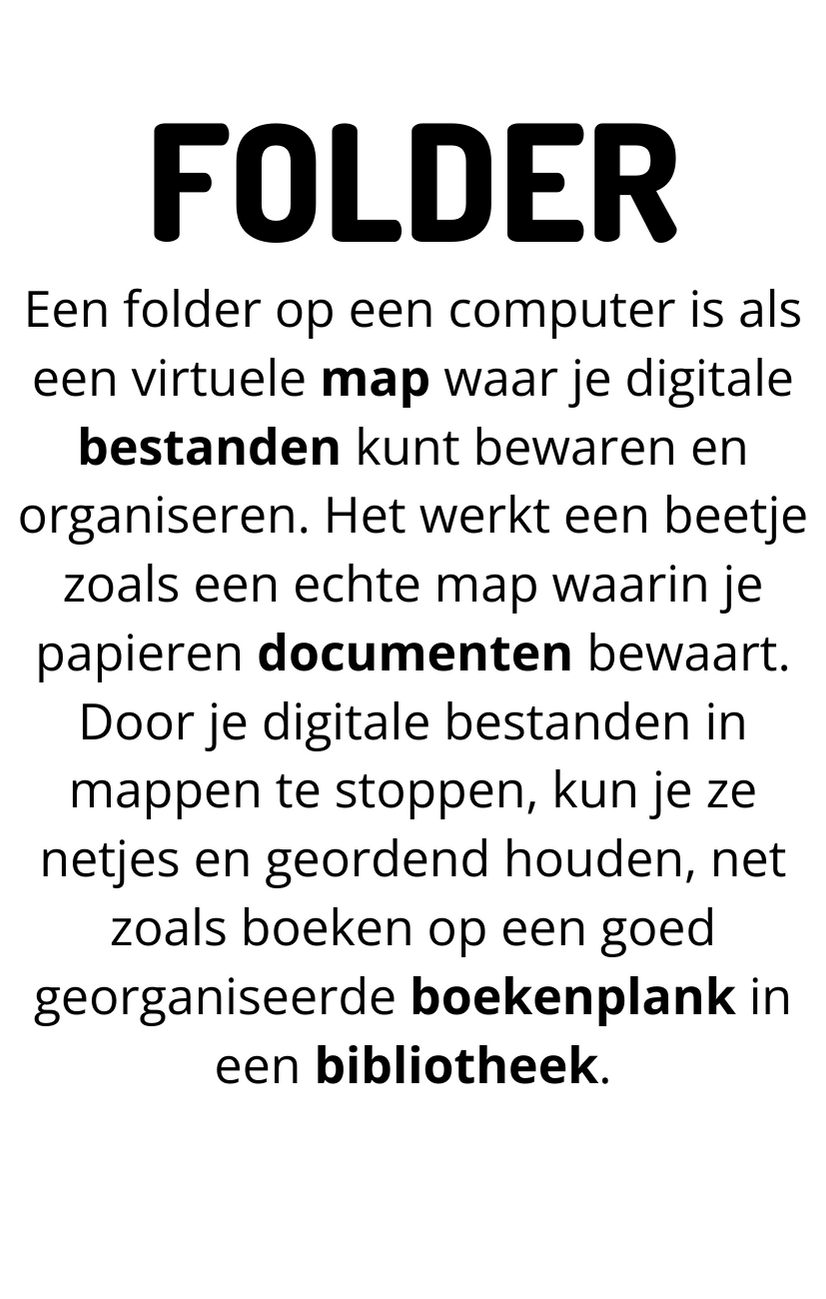 FOLDER
Een folder op een computer is als
een virtuele map waar je digitale
bestanden kunt bewaren en
organiseren. Het werkt een beetje
zoals een echte map waarin je
papieren documenten bewaart.
Door je digitale bestanden in
mappen te stoppen, kun je ze
netjes en geordend houden, net
zoals boeken op een goed
georganiseerde boekenplank in
een bibliotheek.